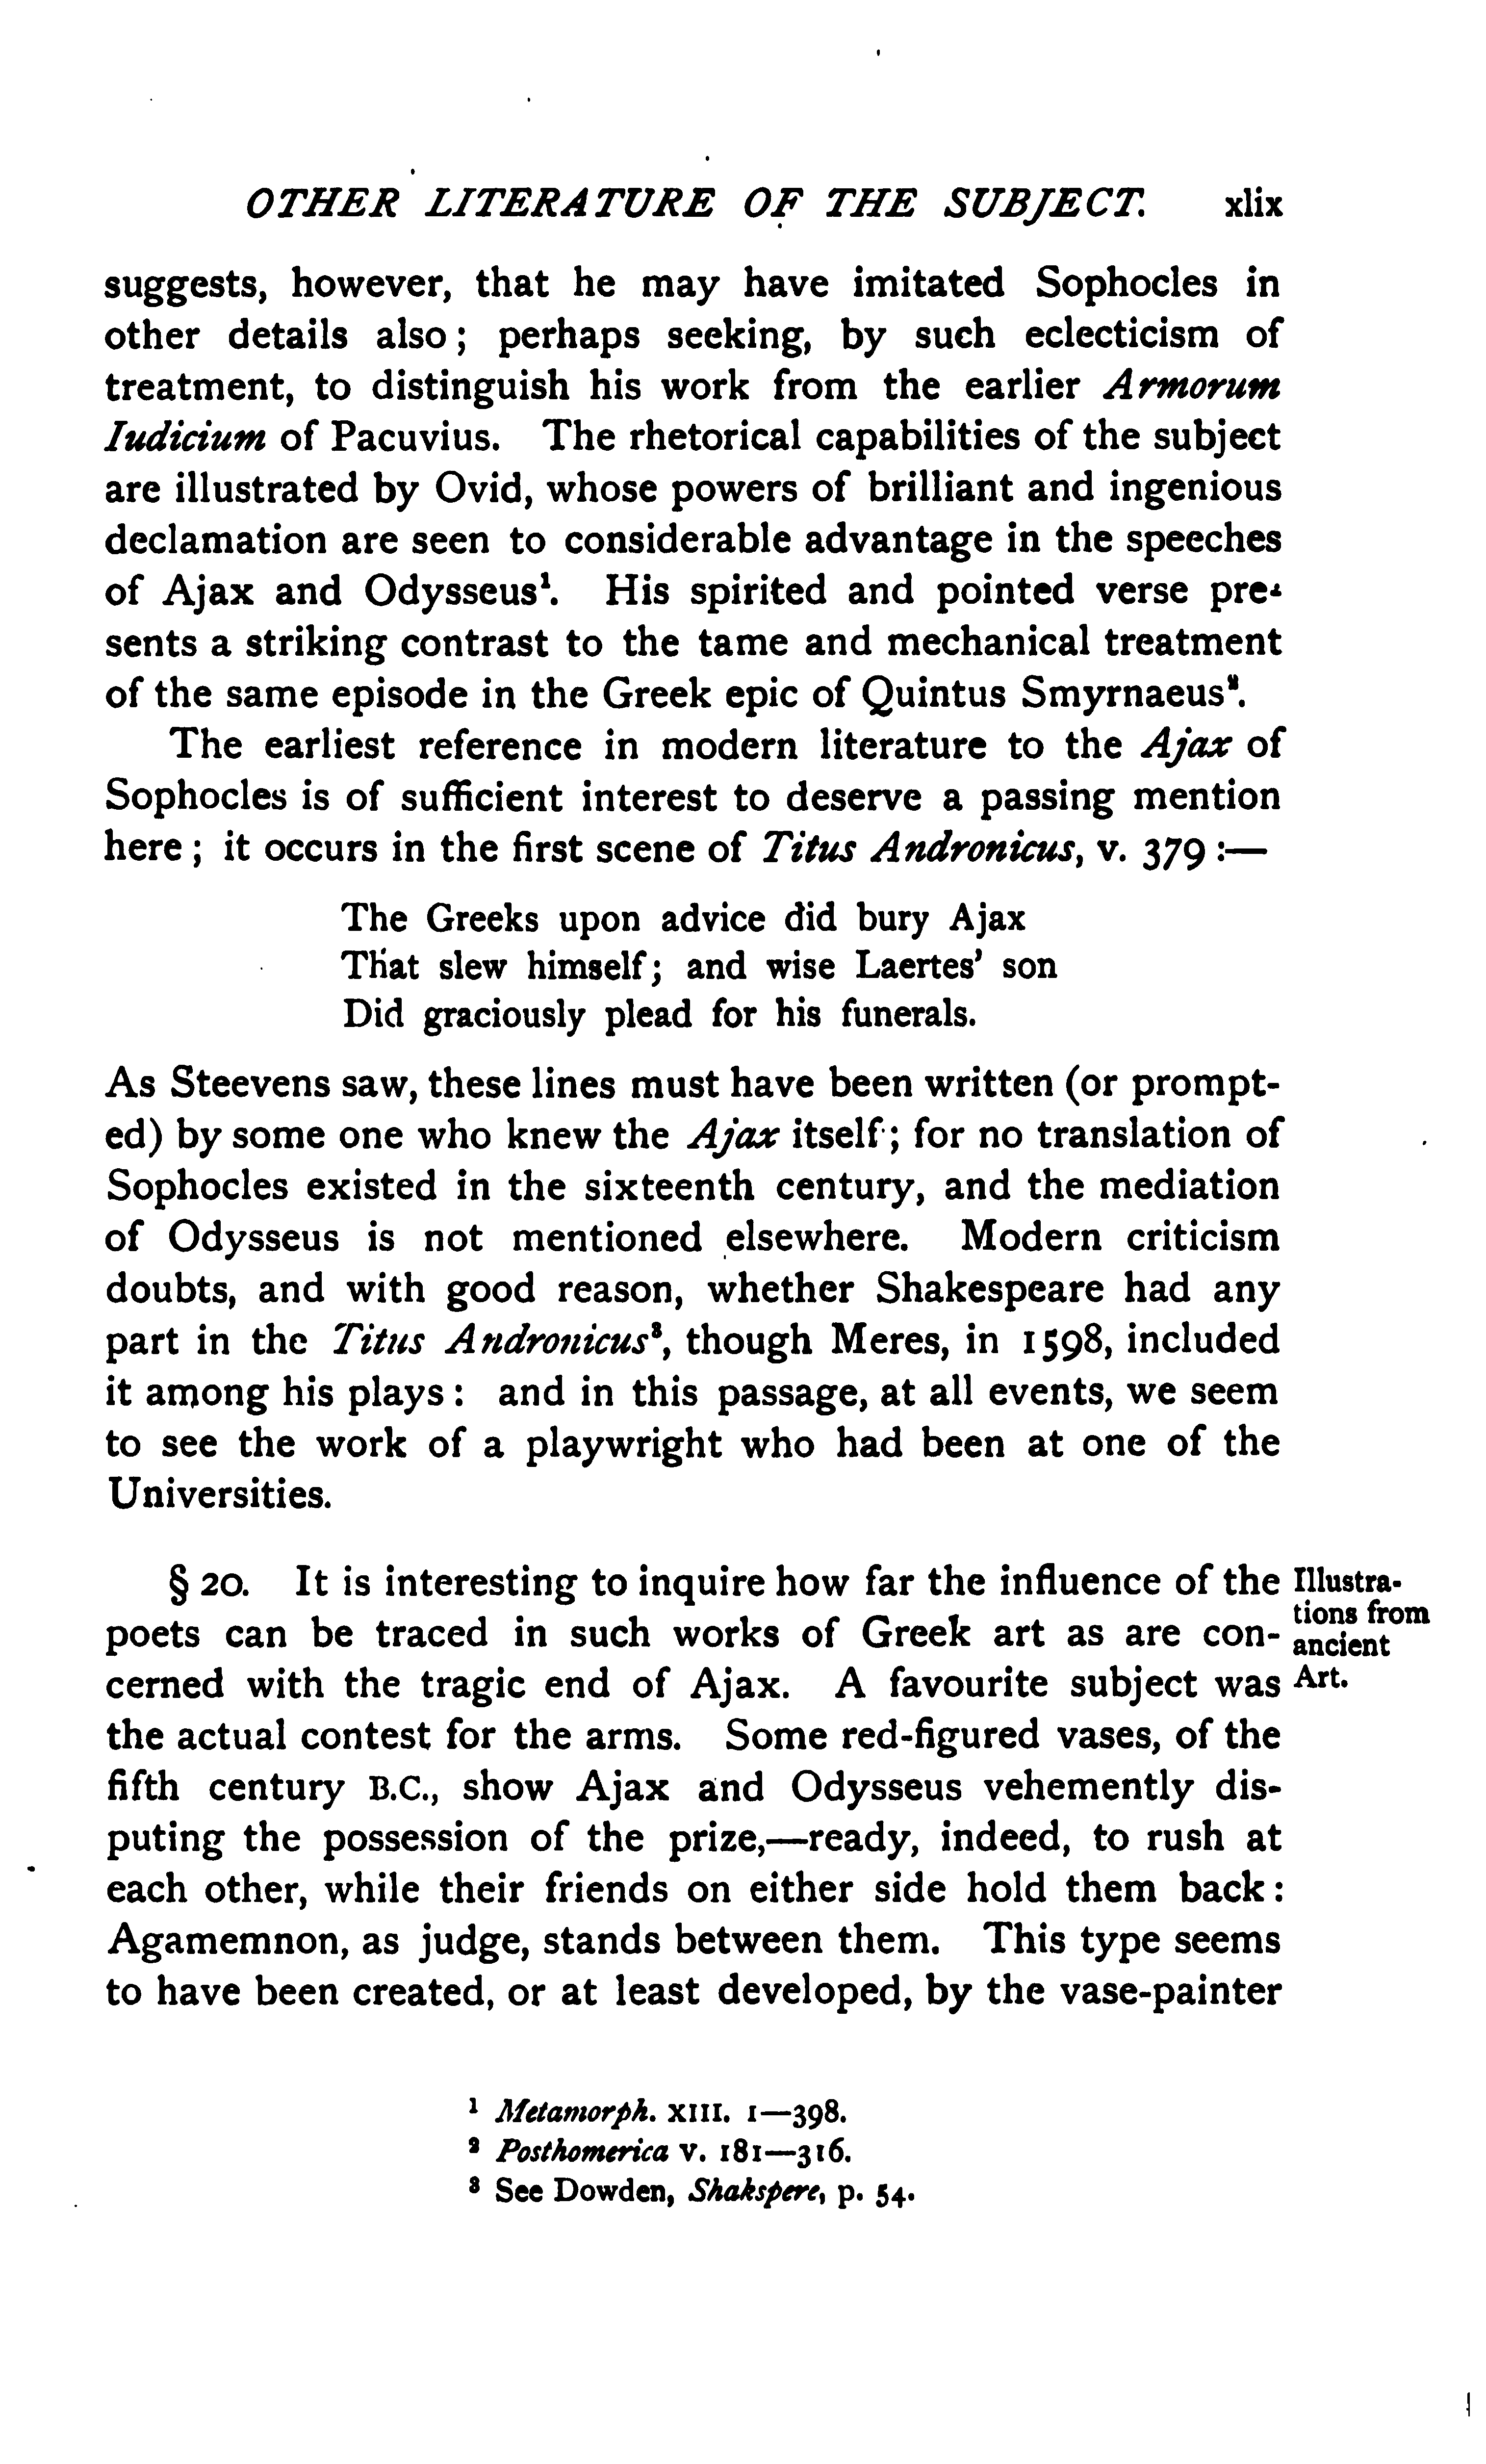 OTHER LITERATURE OF THE SUBJECT. xlix
suggests, however, that he may have imitated Sophocles in
other details also; perhaps seeking, by such eclecticism of
treatment, to distinguish his work from the earlier Armorum
Iudicium of Pacuvius. The rhetorical capabilities of the subject
are illustrated by Ovid, whose powers of brilliant and ingenious
declamation are seen to considerable advantage in the speeches
of Ajax and Odysseus¹. His spirited and pointed verse pre-
sents a striking contrast to the tame and mechanical treatment
of the same episode in the Greek epic of Quintus Smyrnaeus².
The earliest reference in modern literature to the Ajax of
Sophocles is of sufficient interest to deserve a passing mention
here; it occurs in the first scene of Titus Andronicus, v. 379:—
The Greeks upon advice did bury Ajax
That slew himself; and wise Laertes' son
Did graciously plead for his funerals.
As Steevens saw, these lines must have been written (or prompt-
ed) by some one who knew the Ajax itself; for no translation of
Sophocles existed in the sixteenth century, and the mediation
of Odysseus is not mentioned elsewhere. Modern criticism
doubts, and with good reason, whether Shakespeare had any
part in the Titus Andronicus³, though Meres, in 1598, included
it among his plays: and in this passage, at all events, we seem
to see the work of a playwright who had been at one of the
Universities.
§ 20. It is interesting to inquire how far the influence of the
poets can be traced in such works of Greek art as are con-
cerned with the tragic end of Ajax. A favourite subject was
the actual contest for the arms. Some red-figured vases, of the
fifth century B.C., show Ajax and Odysseus vehemently dis-
puting the possession of the prize,—ready, indeed, to rush at
each other, while their friends on either side hold them back:
Agamemnon, as judge, stands between them. This type seems
to have been created, or at least developed, by the vase-painter
Illustra-
tions from
ancient
Art.
¹ Metamorph. XIII. 1—398.
² Posthomerica V. 181—316.
³ See Dowden, Shakspere, p. 54.